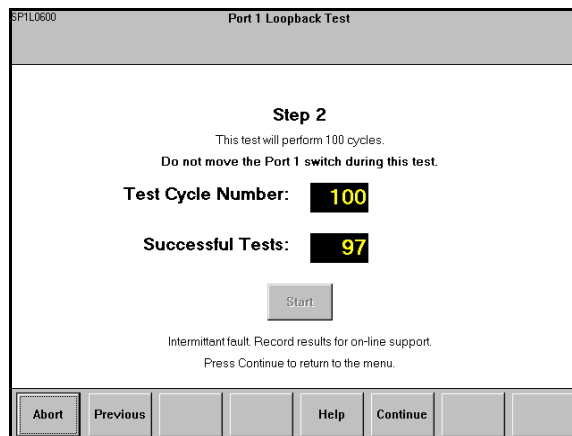 SP1L0600
Port 1 Loopback Test
Step 2
This test will perform 100 cycles.
Do not move the Port 1 switch during this test.
Test Cycle Number: 100
Successful Tests: 97
Start
Intermittant fault. Record results for on-line support.
Press Continue to return to the menu.
Abort Previous Help Continue